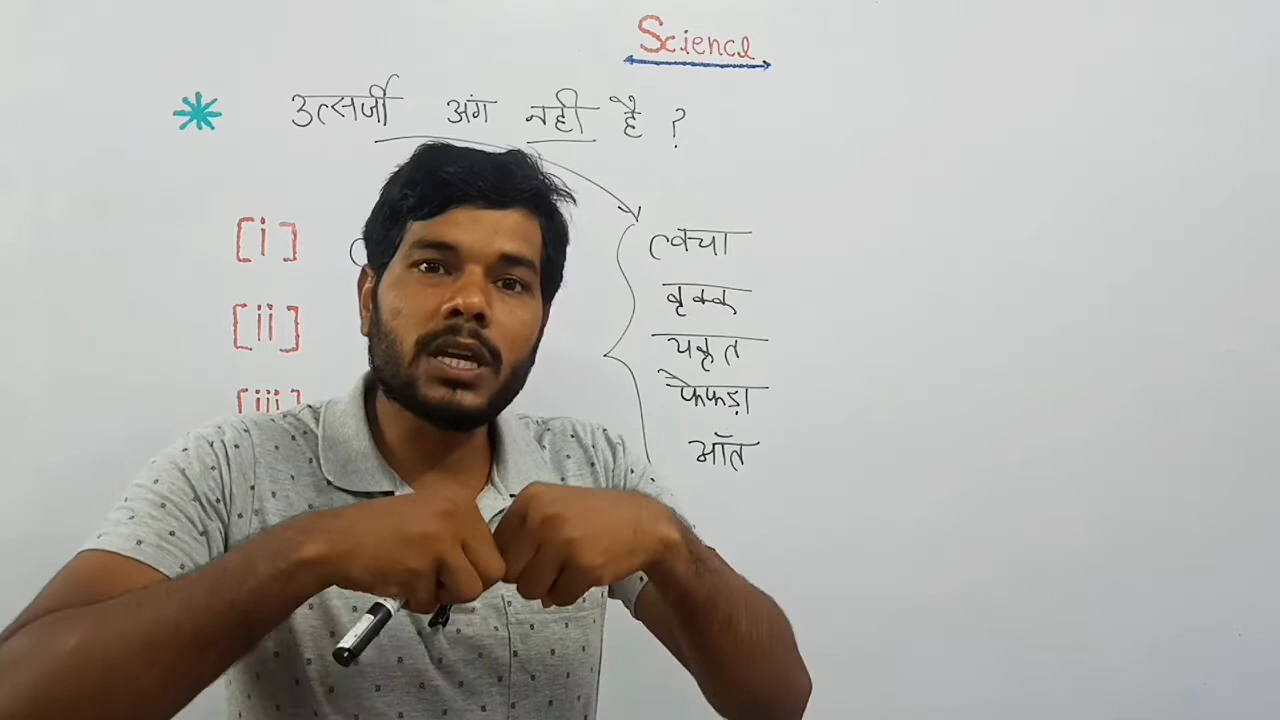 Science
उत्सर्जी अंग नही है ?
[i]
त्वचा
[ii]
वृक्क
यकृत
[iii]
फेफड़ा
आँत